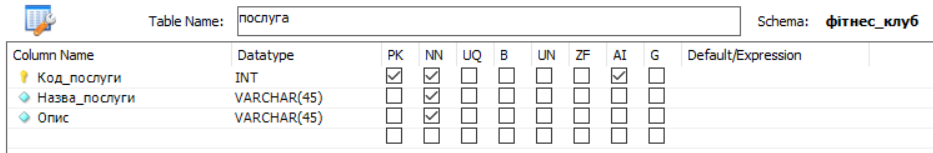 Table Name: послуга Schema: фітнес_клуб
Column Name Datatype PK NN UQ B UN ZF AI G Default/Expression
Код_послуги INT
Назва_послуги VARCHAR(45)
Опис VARCHAR(45)